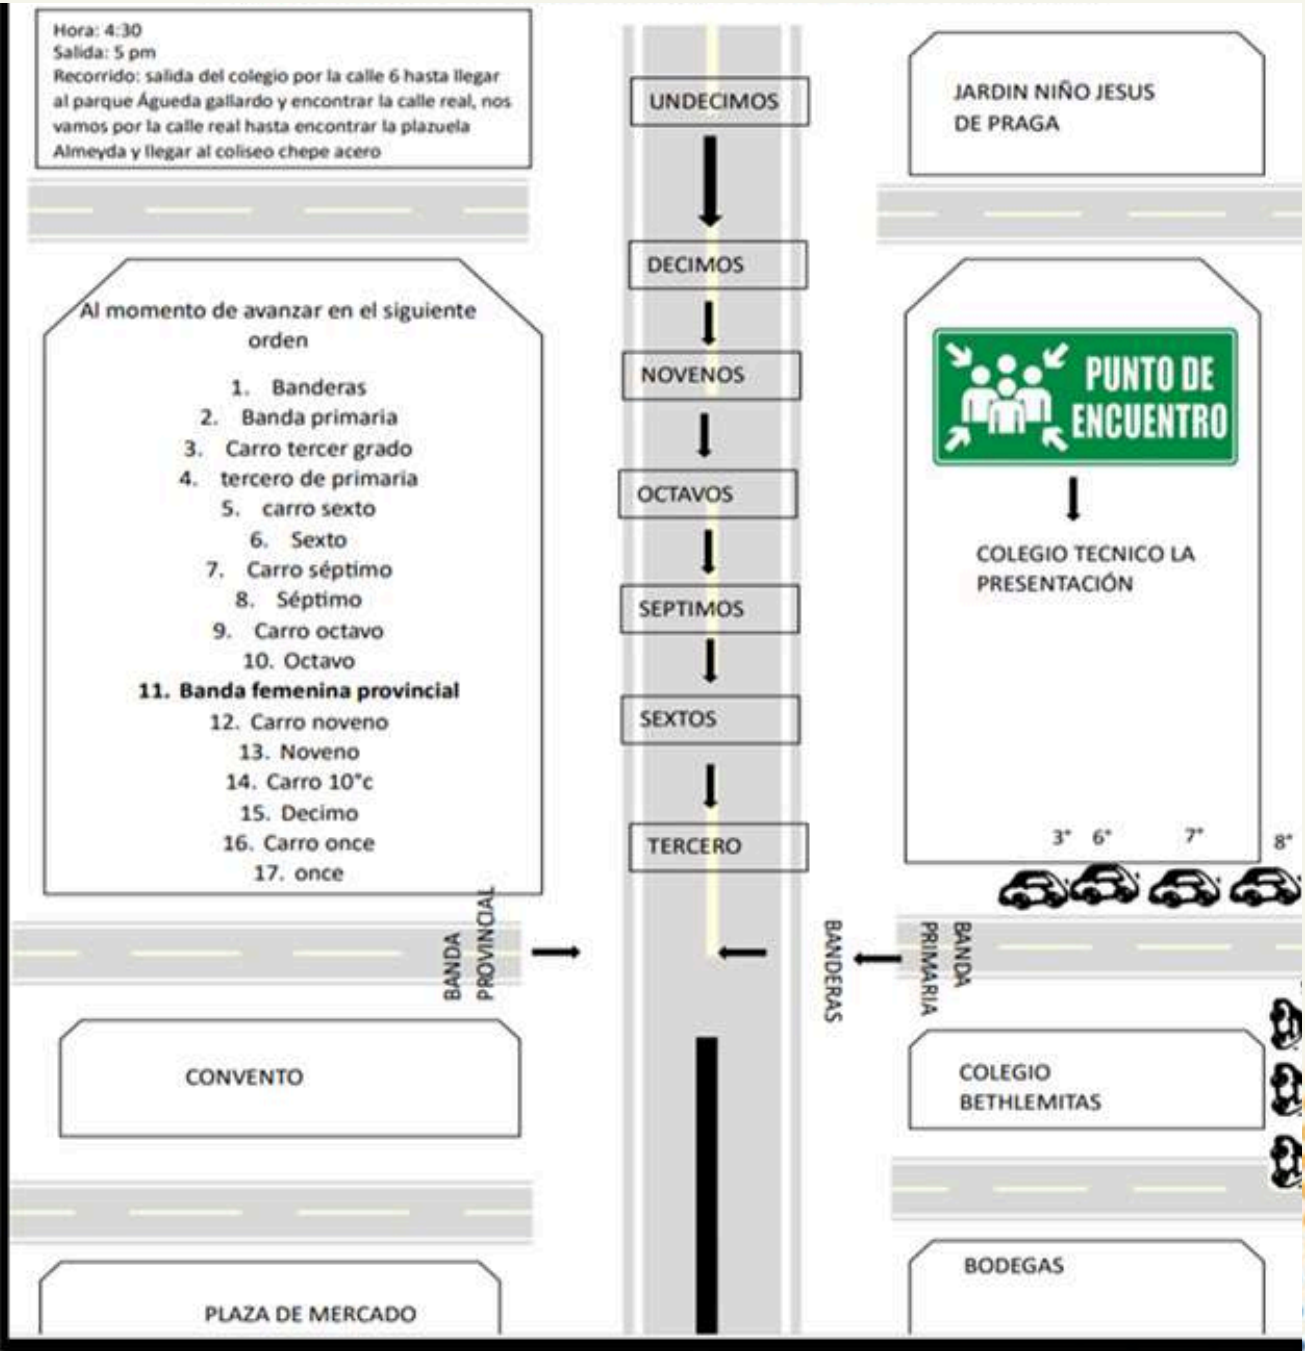 Hora: 4:30
Salida: 5 pm
Recorrido: salida del colegio por la calle 6 hasta llegar
al parque Águeda gallardo y encontrar la calle real, nos
vamos por la calle real hasta encontrar la plazuela
Almeyda y llegar al coliseo chepe acero
UNDECIMOS
JARDIN NIÑO JESUS
DE PRAGA
DECIMOS
Al momento de avanzar en el siguiente
orden
1. Banderas
2. Banda primaria
3. Carro tercer grado
4. tercero de primaria
5. carro sexto
6. Sexto
7. Carro séptimo
8. Séptimo
9. Carro octavo
10. Octavo
11. Banda femenina provincial
12. Carro noveno
13. Noveno
14. Carro 10°c
15. Decimo
16. Carro once
17. once
NOVENOS
OCTAVOS
SEPTIMOS
SEXTOS
TERCERO
PUNTO DE
ENCUENTRO
COLEGIO TECNICO LA
PRESENTACIÓN
3° 6° 7° 8°
BANDA
PROVINCIAL
BANDERAS
BANDA
PRIMARIA
CONVENTO
COLEGIO
BETHLEMITAS
PLAZA DE MERCADO
BODEGAS